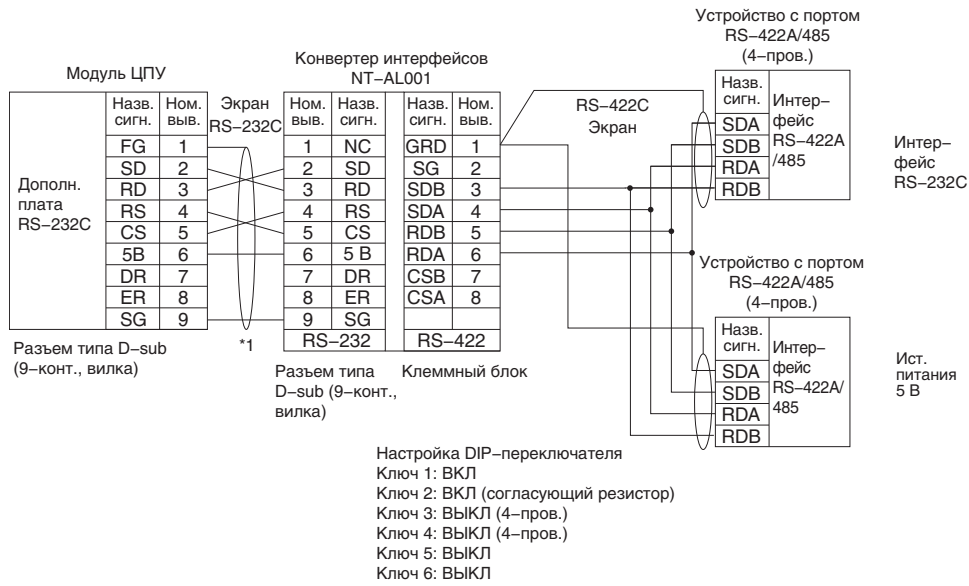 Устройство с портом
RS–422A/485
(4–пров.)
Конвертер интерфейсов
NT–AL001
Модуль ЦПУ
Дополн.
плата
RS–232C
Назв. сигн. Ном. выв.
FG 1
SD 2
RD 3
RS 4
CS 5
5В 6
DR 7
ER 8
SG 9
Разъем типа D–sub
(9–конт., вилка)
Экран
RS–232C
*1
Ном. выв. Назв. сигн.
1 NC
2 SD
3 RD
4 RS
5 CS
6 5 В
7 DR
8 ER
9 SG
RS–232
Разъем типа
D–sub (9–конт.,
вилка)
Назв. сигн. Ном. выв.
GRD 1
SG 2
SDB 3
SDA 4
RDB 5
RDA 6
CSB 7
CSA 8
RS–422
Клеммный блок
RS–422C
Экран
Назв.
сигн.
SDA
SDB
RDA
RDB
Интер–
фейс
RS–422A
/485
Интер–
фейс
RS–232C
Устройство с портом
RS–422A/485
(4–пров.)
Назв.
сигн.
SDA
SDB
RDA
RDB
Интер–
фейс
RS–422A/
485
Ист.
питания
5 В
Настройка DIP–переключателя
Ключ 1: ВКЛ
Ключ 2: ВКЛ (согласующий резистор)
Ключ 3: ВЫКЛ (4–пров.)
Ключ 4: ВЫКЛ (4–пров.)
Ключ 5: ВЫКЛ
Ключ 6: ВЫКЛ